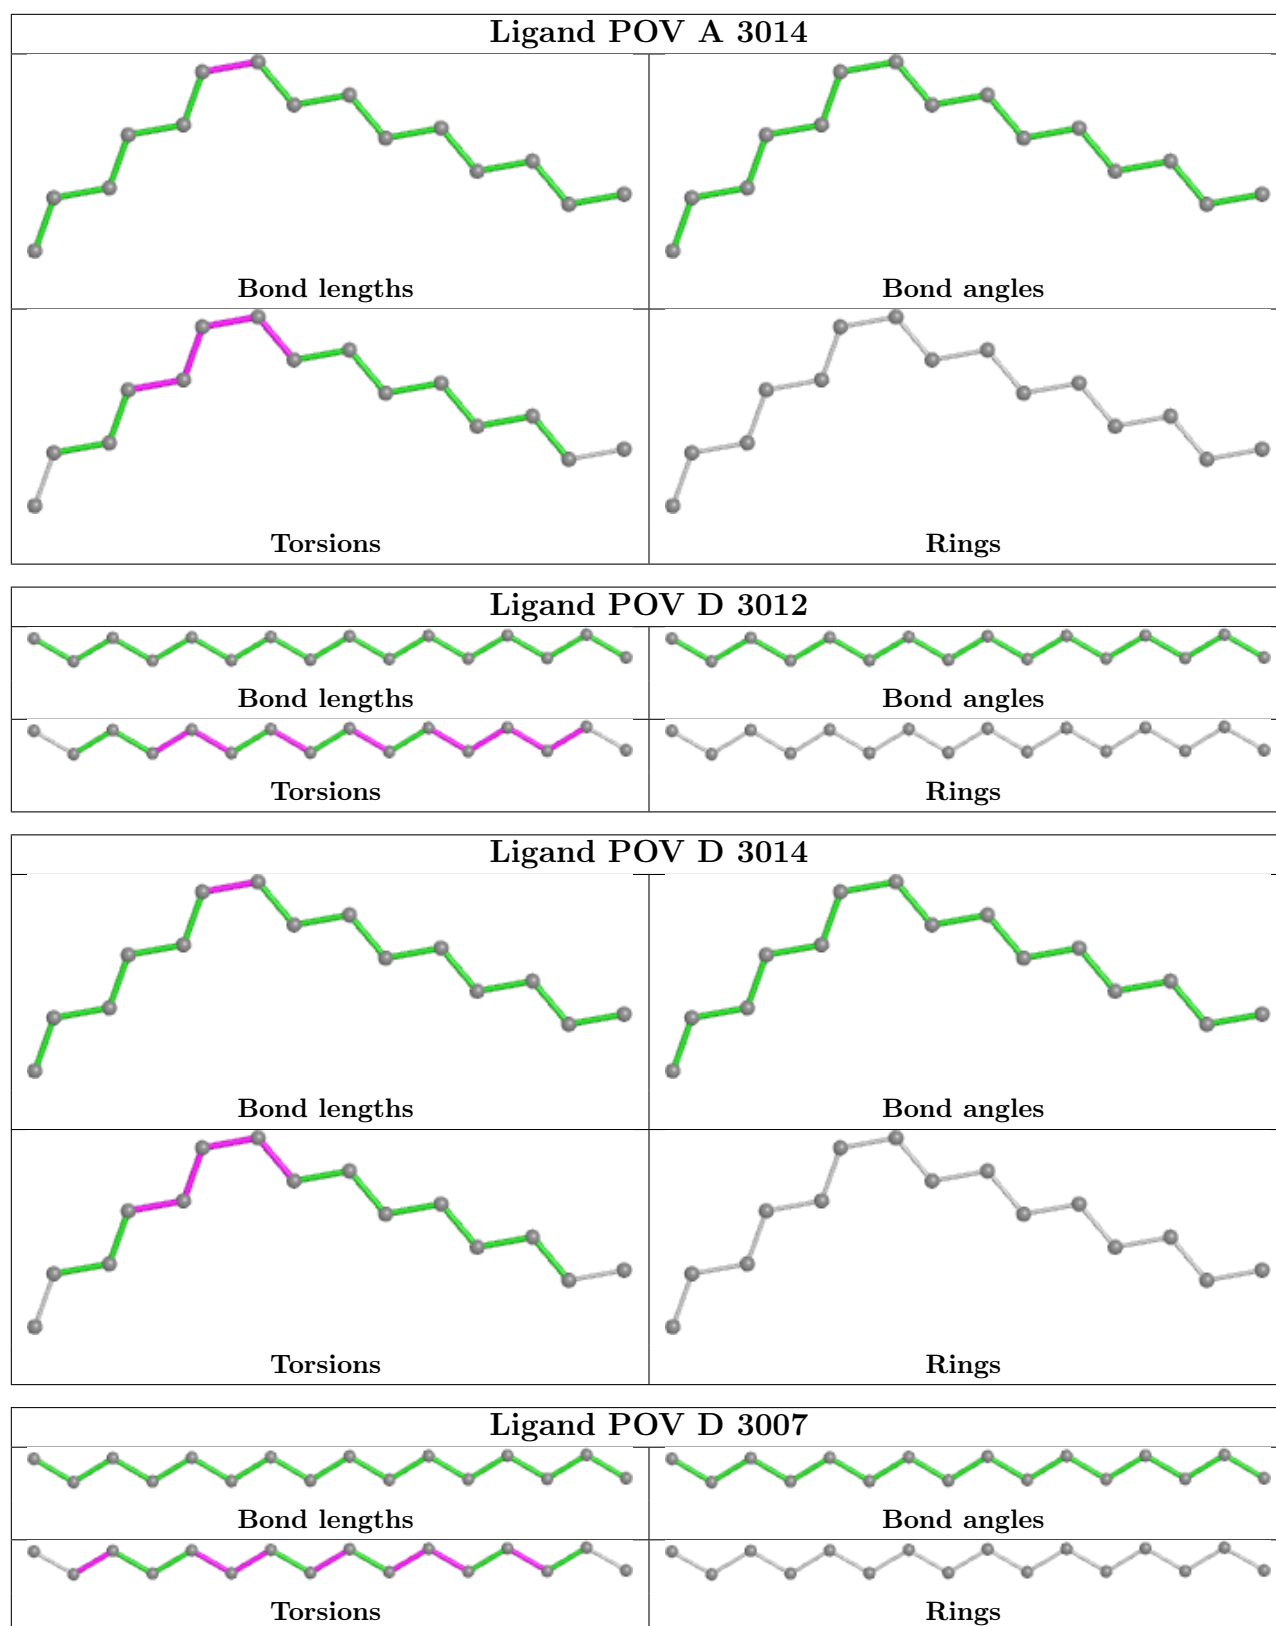 Ligand POV A 3014
Bond lengths
Bond angles
Torsions
Rings
Ligand POV D 3012
Bond lengths
Bond angles
Torsions
Rings
Ligand POV D 3014
Bond lengths
Bond angles
Torsions
Rings
Ligand POV D 3007
Bond lengths
Bond angles
Torsions
Rings